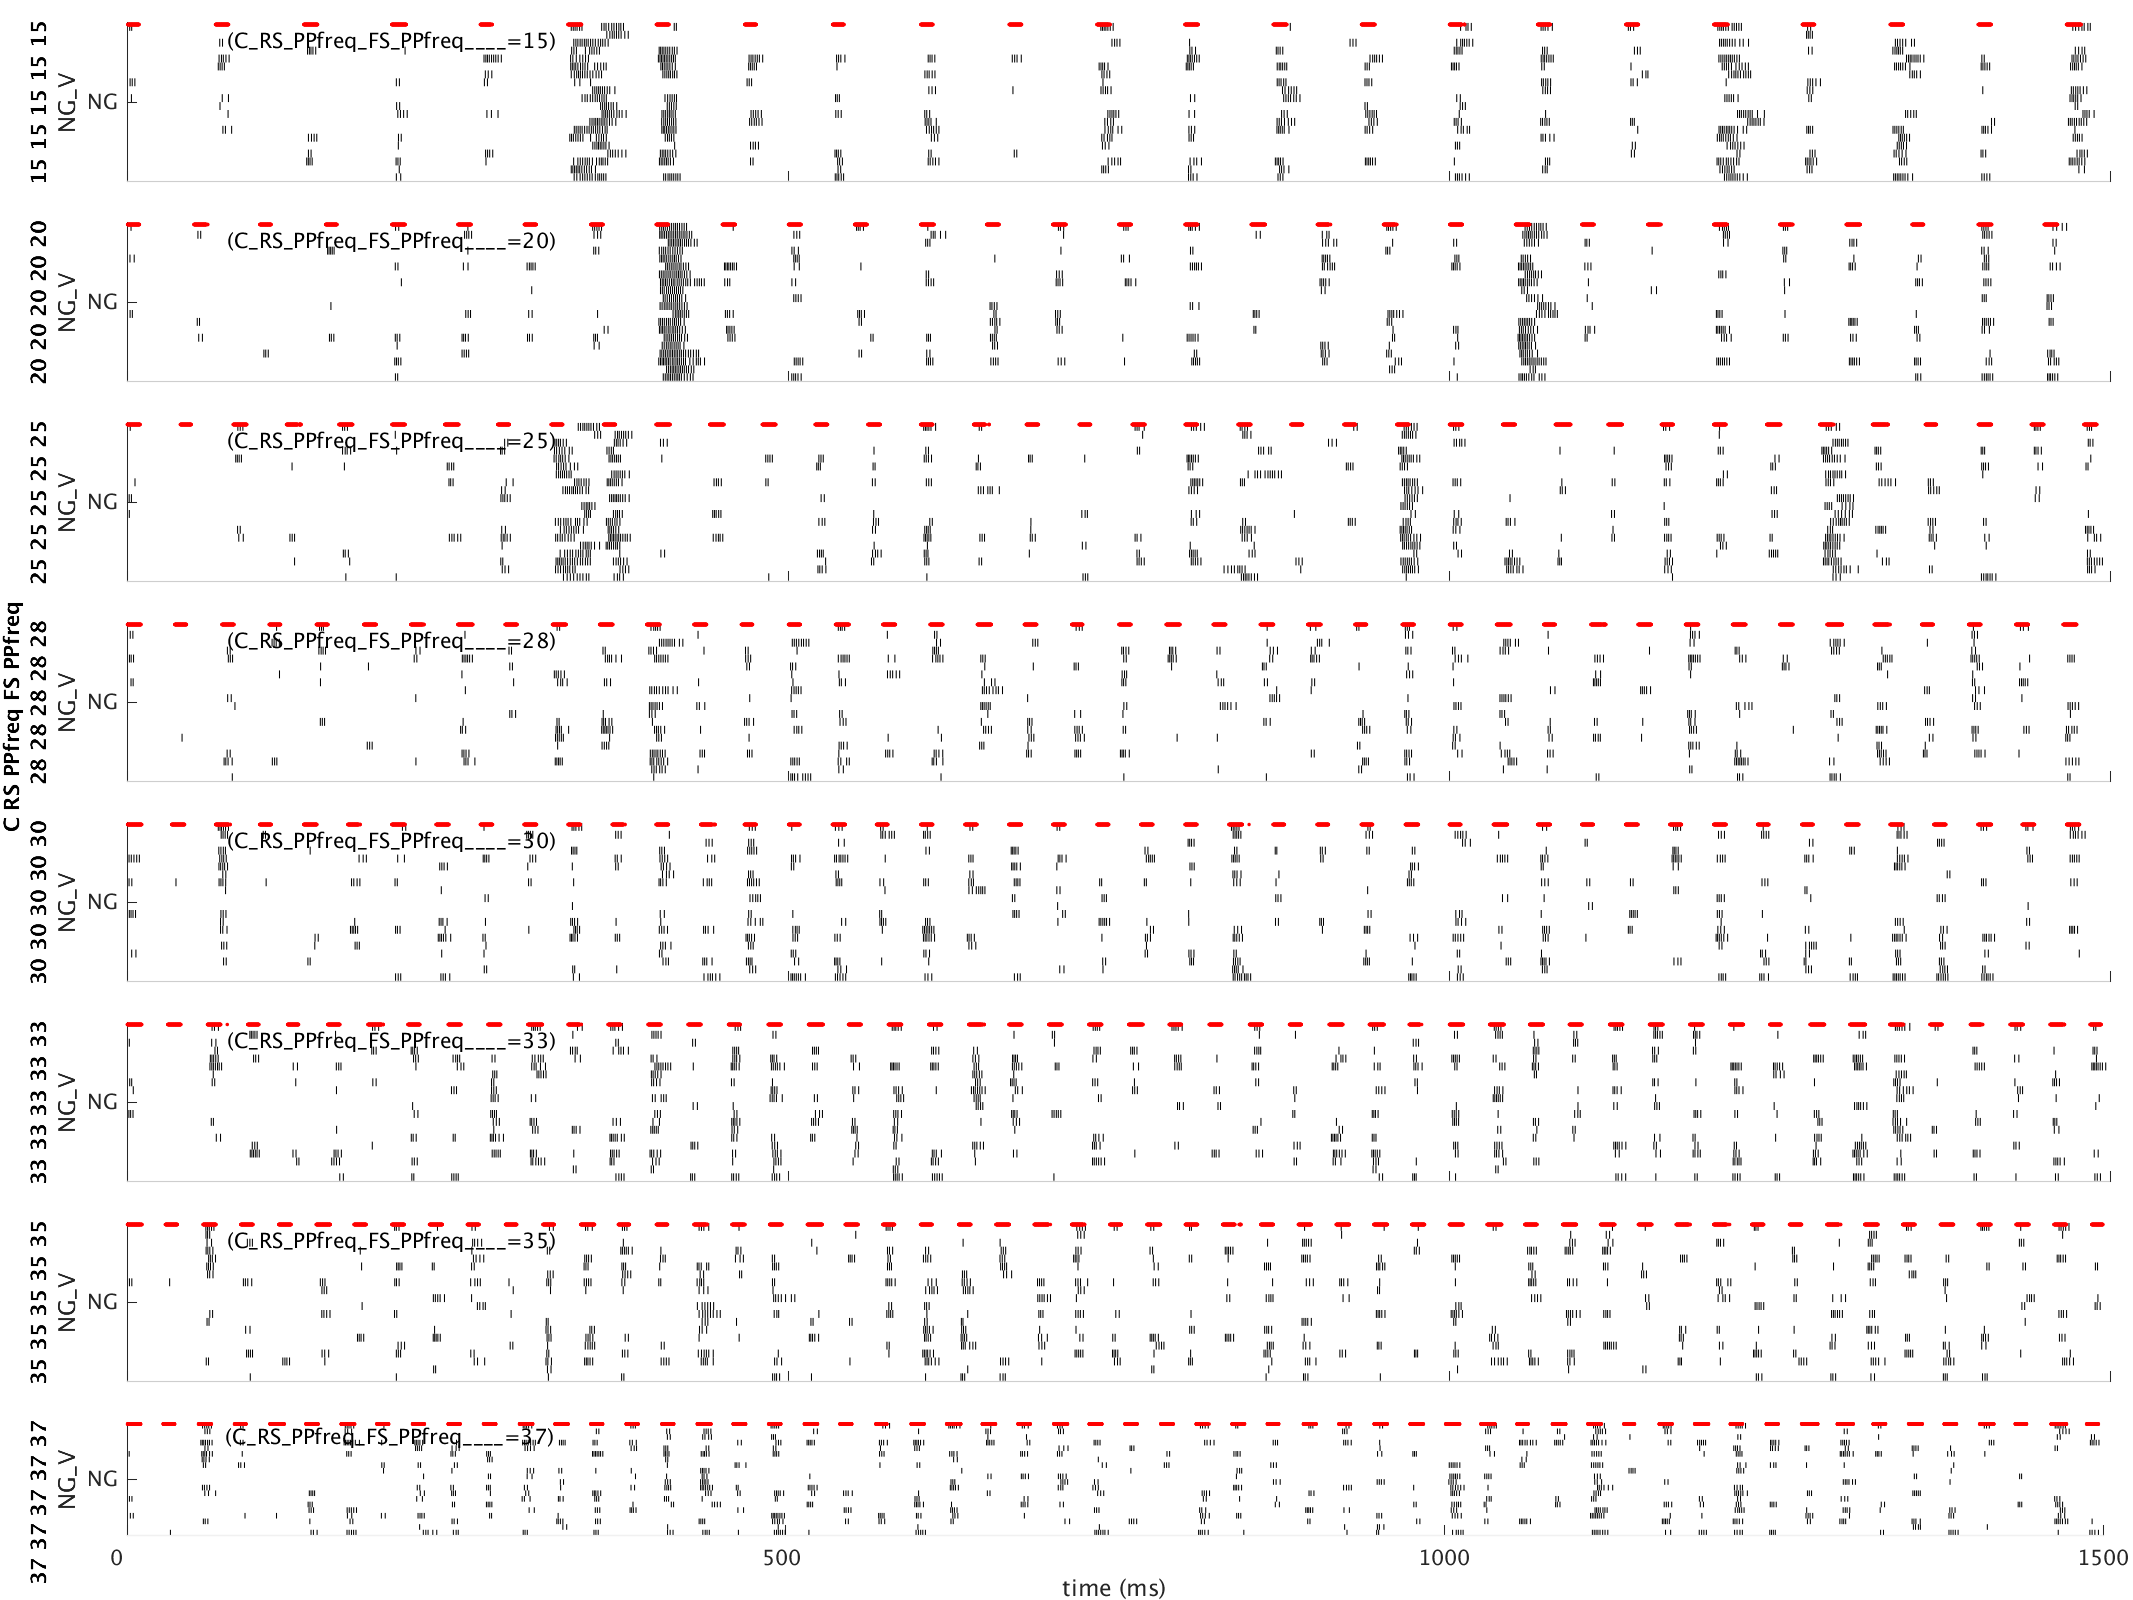 C RS PPfreq FS PPfreq
15 15 15 15 15
NG_V
NG
(C_RS_PPfreq_FS_PPfreq____=15)
20 20 20 20 20
NG_V
NG
(C_RS_PPfreq_FS_PPfreq____=20)
25 25 25 25 25
NG_V
NG
(C_RS_PPfreq_FS_PPfreq____=25)
28 28 28 28 28
NG_V
NG
(C_RS_PPfreq_FS_PPfreq____=28)
30 30 30 30 30
NG_V
NG
(C_RS_PPfreq_FS_PPfreq____=30)
33 33 33 33 33
NG_V
NG
(C_RS_PPfreq_FS_PPfreq____=33)
35 35 35 35 35
NG_V
NG
(C_RS_PPfreq_FS_PPfreq____=35)
37 37 37 37 37
NG_V
NG
(C_RS_PPfreq_FS_PPfreq____=37)
0 500 1000 1500
time (ms)